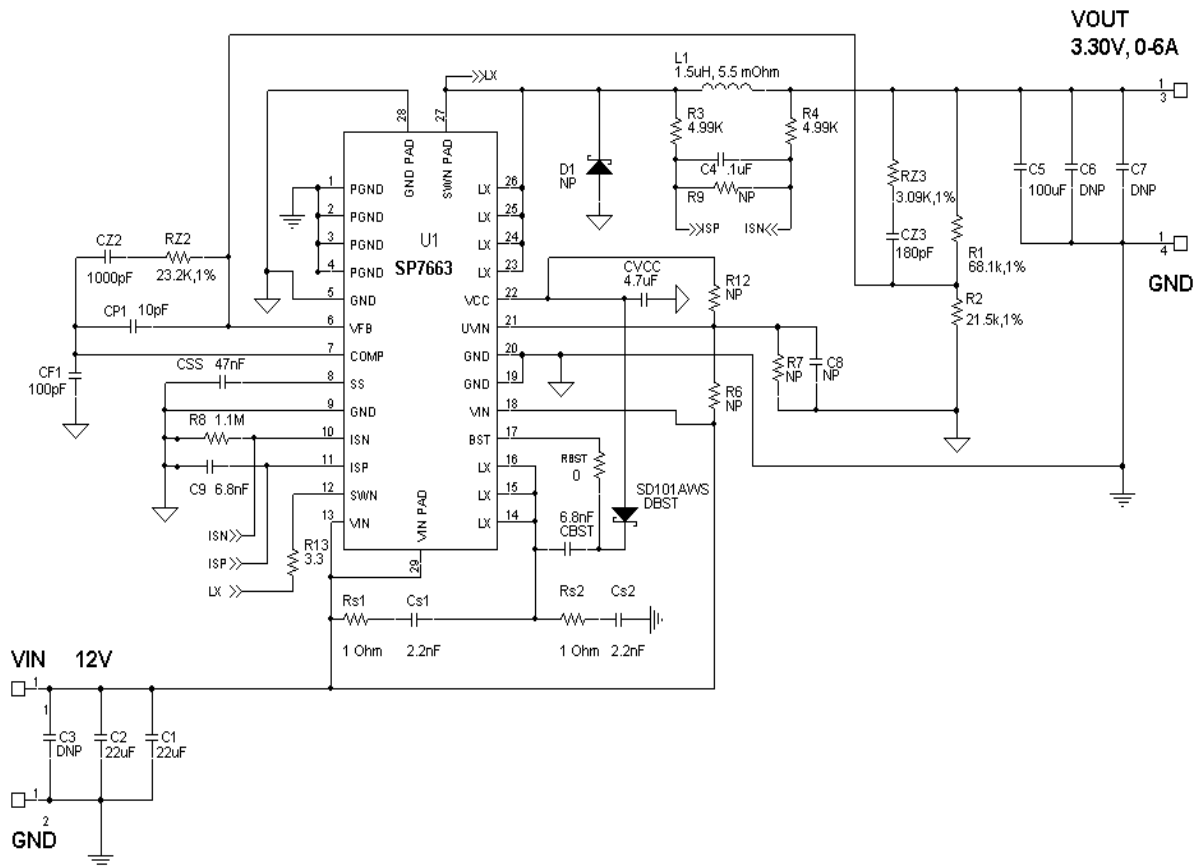 VOUT
3.30V, 0-6A
L1
1.5uH, 5.5 mOhm
LX
1
3
28
27
GND PAD
SWN PAD
R3
4.99K
R4
4.99K
C4 .1uF
R9 NP
ISP ISN
D1
NP
RZ3
3.09K,1%
CZ3
180pF
R1
68.1k,1%
R2
21.5k,1%
C5
100uF
C6
DNP
C7
DNP
1
4
GND
U1
SP7663
1 PGND
2 PGND
3 PGND
4 PGND
5 GND
6 VFB
7 COMP
8 SS
9 GND
10 ISN
11 ISP
12 SWN
13 VIN
LX 26
LX 25
LX 24
LX 23
VCC 22
UVIN 21
GND 20
GND 19
VIN 18
BST 17
LX 16
LX 15
LX 14
VIN PAD
29
CZ2
1000pF
RZ2
23.2K,1%
CP1 10pF
CF1
100pF
CSS 47nF
R8 1.1M
C9 6.8nF
ISN
ISP
LX
R13
3.3
CVCC
4.7uF
R12
NP
R7
NP
C8
NP
R6
NP
RBST
0
SD101AWS
DBST
6.8nF
CBST
Rs1 Cs1
1 Ohm 2.2nF
Rs2 Cs2
1 Ohm 2.2nF
VIN 12V
1
1
C3
DNP
C2
22uF
C1
22uF
1
2
GND